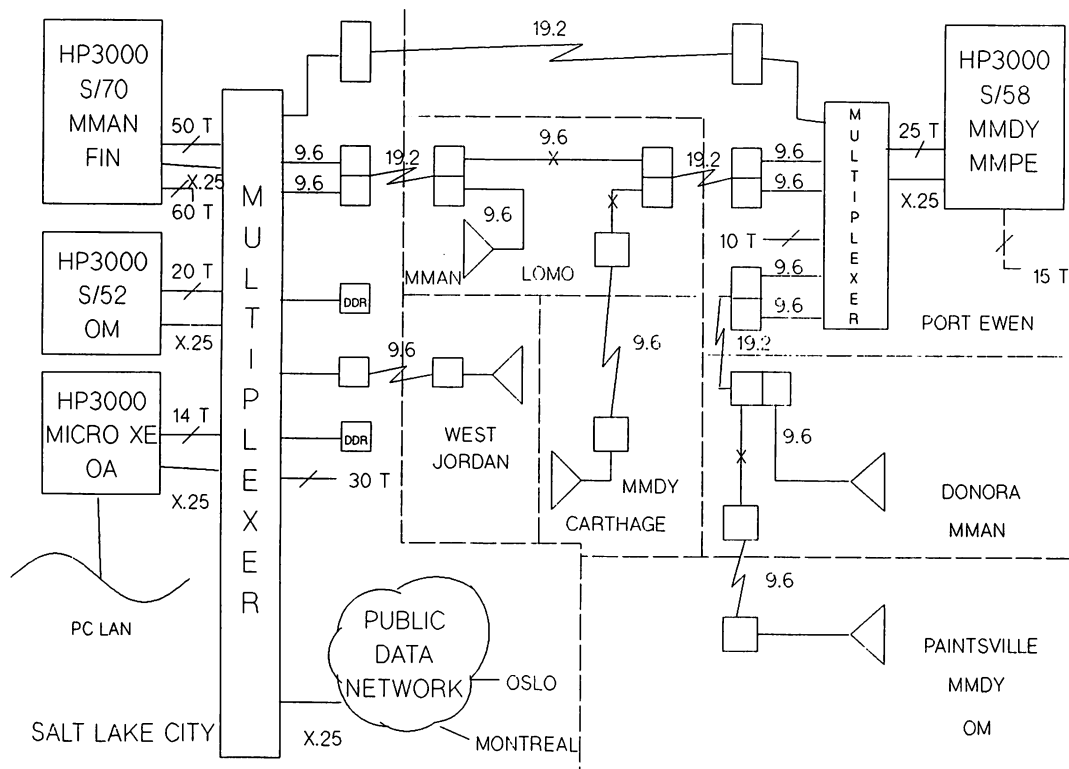 HP3000
S/70
MMAN
FIN
50 T
X.25
60 T
HP3000
S/52
OM
20 T
X.25
HP3000
MICRO XE
OA
14 T
X.25
PC LAN
SALT LAKE CITY
MULTIPLEXER
9.6
9.6
19.2
DDR
9.6
DDR
30 T
X.25
PUBLIC
DATA
NETWORK
OSLO
MONTREAL
19.2
9.6
9.6
MMAN
LOMO
WEST
JORDAN
9.6
MMDY
CARTHAGE
19.2
9.6
9.6
10 T
9.6
9.6
19.2
MULTIPLEXER
25 T
X.25
HP3000
S/58
MMDY
MMPE
15 T
PORT EWEN
9.6
DONORA
MMAN
9.6
PAINTSVILLE
MMDY
OM